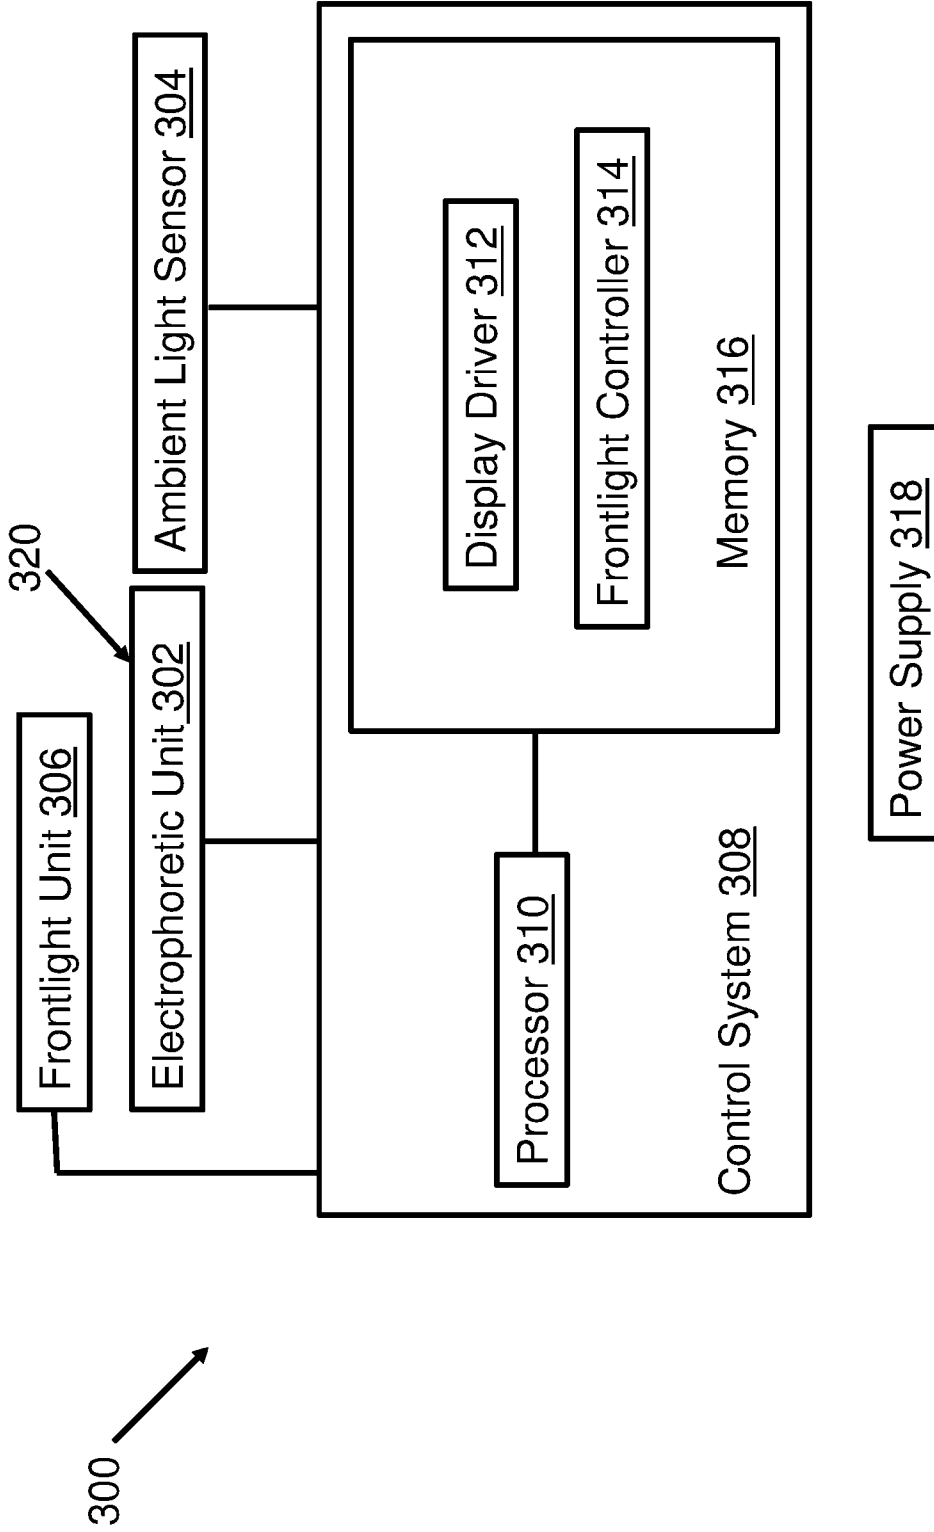 300
320
Frontlight Unit 306
Electrophoretic Unit 302
Ambient Light Sensor 304
Display Driver 312
Processor 310
Frontlight Controller 314
Control System 308
Memory 316
Power Supply 318